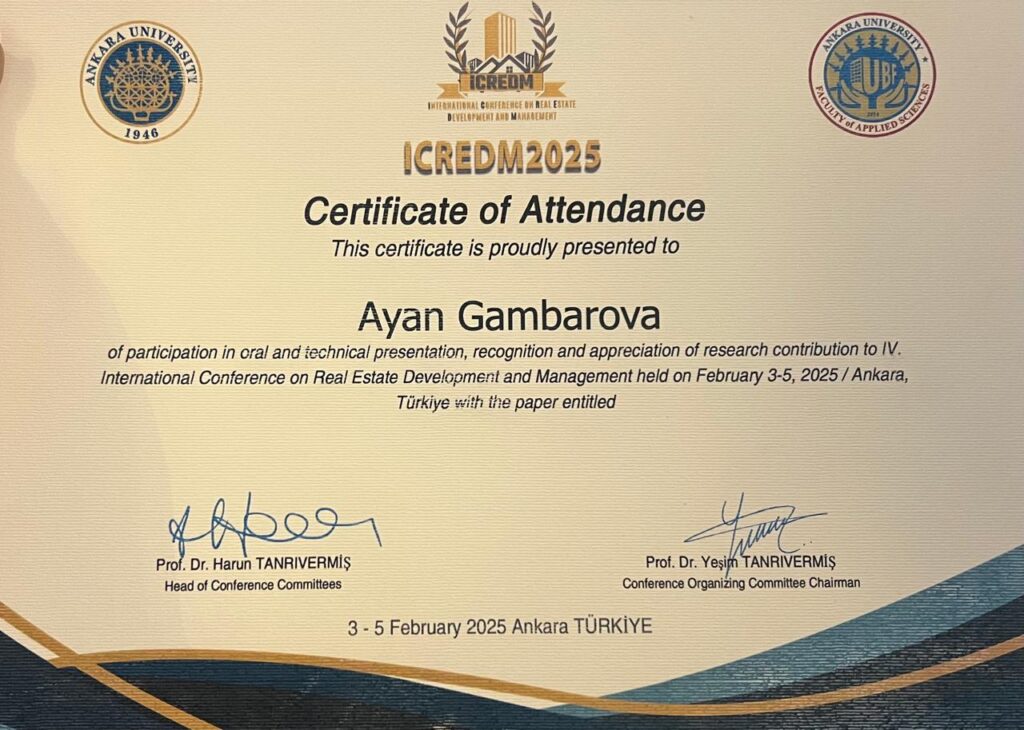 ANKARA UNIVERSITY
1946
ICREDM
INTERNATIONAL CONFERENCE ON REAL ESTATE
DEVELOPMENT AND MANAGEMENT
ANKARA UNIVERSITY
UBF
FACULTY of APPLIED SCIENCES
ICREDM2025
Certificate of Attendance
This certificate is proudly presented to
Ayan Gambarova
of participation in oral and technical presentation, recognition and appreciation of research contribution to IV.
International Conference on Real Estate Development and Management held on February 3-5, 2025 / Ankara,
Türkiye with the paper entitled
Prof. Dr. Harun TANRIVERMİŞ
Head of Conference Committees
Prof. Dr. Yeşim TANRIVERMİŞ
Conference Organizing Committee Chairman
3 - 5 February 2025 Ankara TÜRKİYE